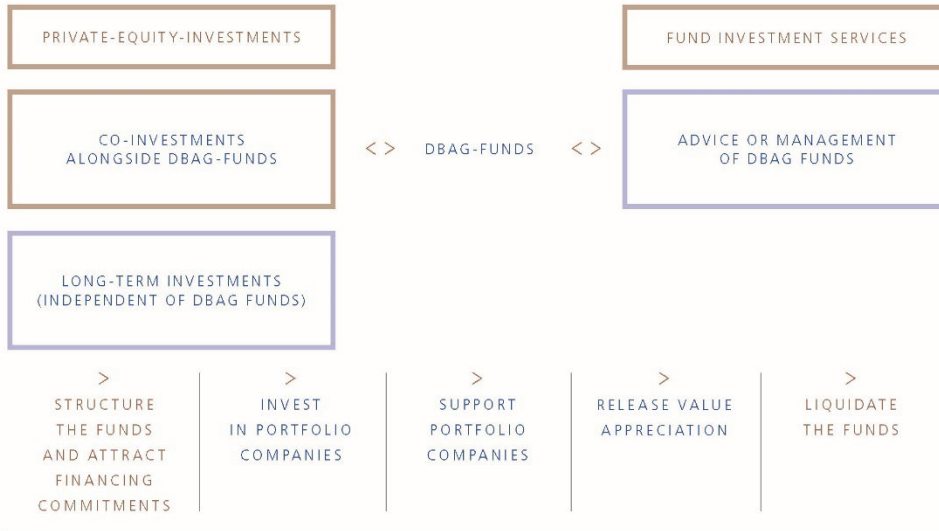 PRIVATE-EQUITY-INVESTMENTS
FUND INVESTMENT SERVICES
CO-INVESTMENTS
ALONGSIDE DBAG-FUNDS
< > DBAG-FUNDS < >
ADVICE OR MANAGEMENT
OF DBAG FUNDS
LONG-TERM INVESTMENTS
(INDEPENDENT OF DBAG FUNDS)
>
STRUCTURE
THE FUNDS
AND ATTRACT
FINANCING
COMMITMENTS
>
INVEST
IN PORTFOLIO
COMPANIES
>
SUPPORT
PORTFOLIO
COMPANIES
>
RELEASE VALUE
APPRECIATION
>
LIQUIDATE
THE FUNDS